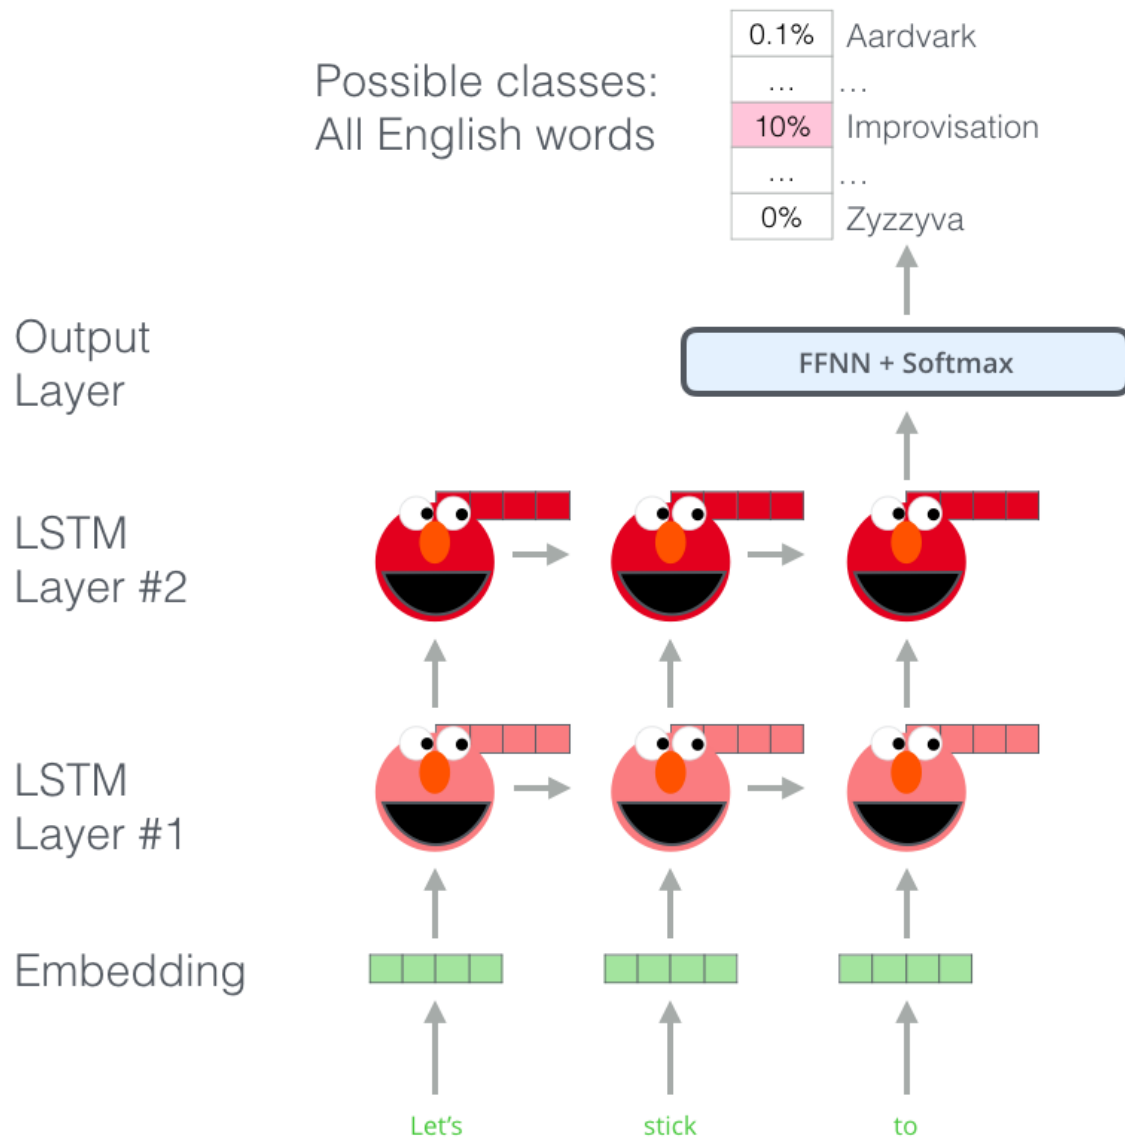 Possible classes:
All English words
0.1% Aardvark
... ...
10% Improvisation
... ...
0% Zyzzyva
Output
Layer
FFNN + Softmax
LSTM
Layer #2
LSTM
Layer #1
Embedding
Let's stick to